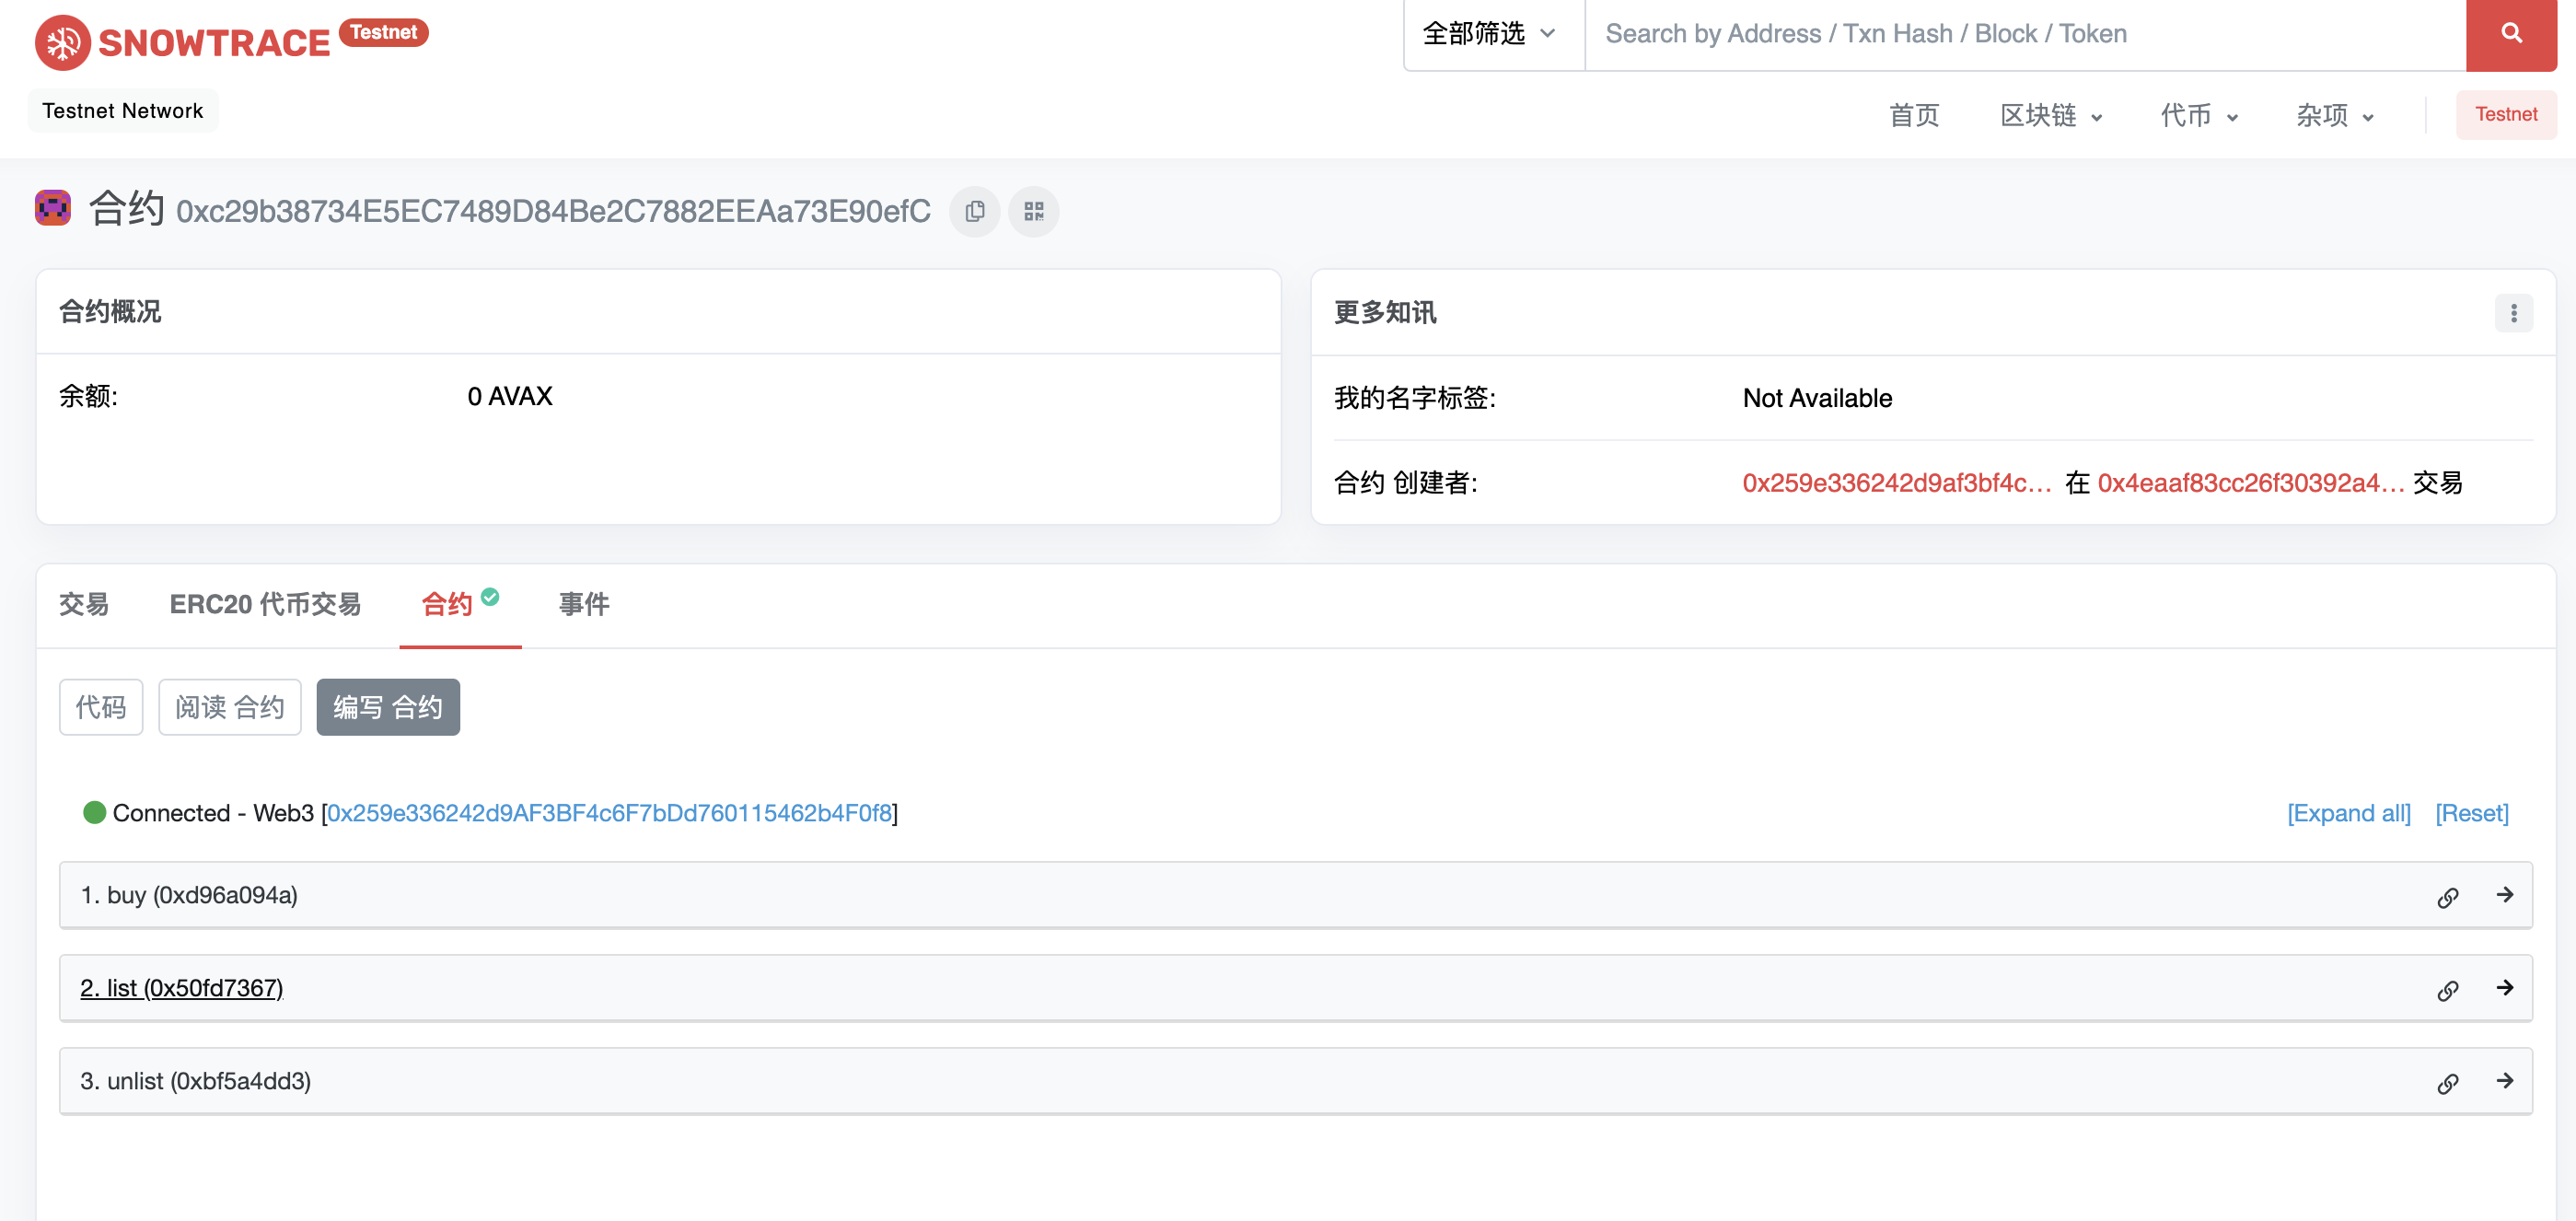 SNOWTRACE Testnet
全部筛选
Search by Address / Txn Hash / Block / Token
Testnet Network
首页 区块链 代币 杂项 Testnet
合约 0xc29b38734E5EC7489D84Be2C7882EEAa73E90efC
合约概况
余额: 0 AVAX
更多知讯
我的名字标签: Not Available
合约 创建者: 0x259e336242d9af3bf4c... 在 0x4eaaf83cc26f30392a4... 交易
交易 ERC20 代币交易 合约 事件
代码 阅读 合约 编写 合约
Connected - Web3 [0x259e336242d9AF3BF4c6F7bDd760115462b4F0f8]
[Expand all] [Reset]
1. buy (0xd96a094a)
2. list (0x50fd7367)
3. unlist (0xbf5a4dd3)